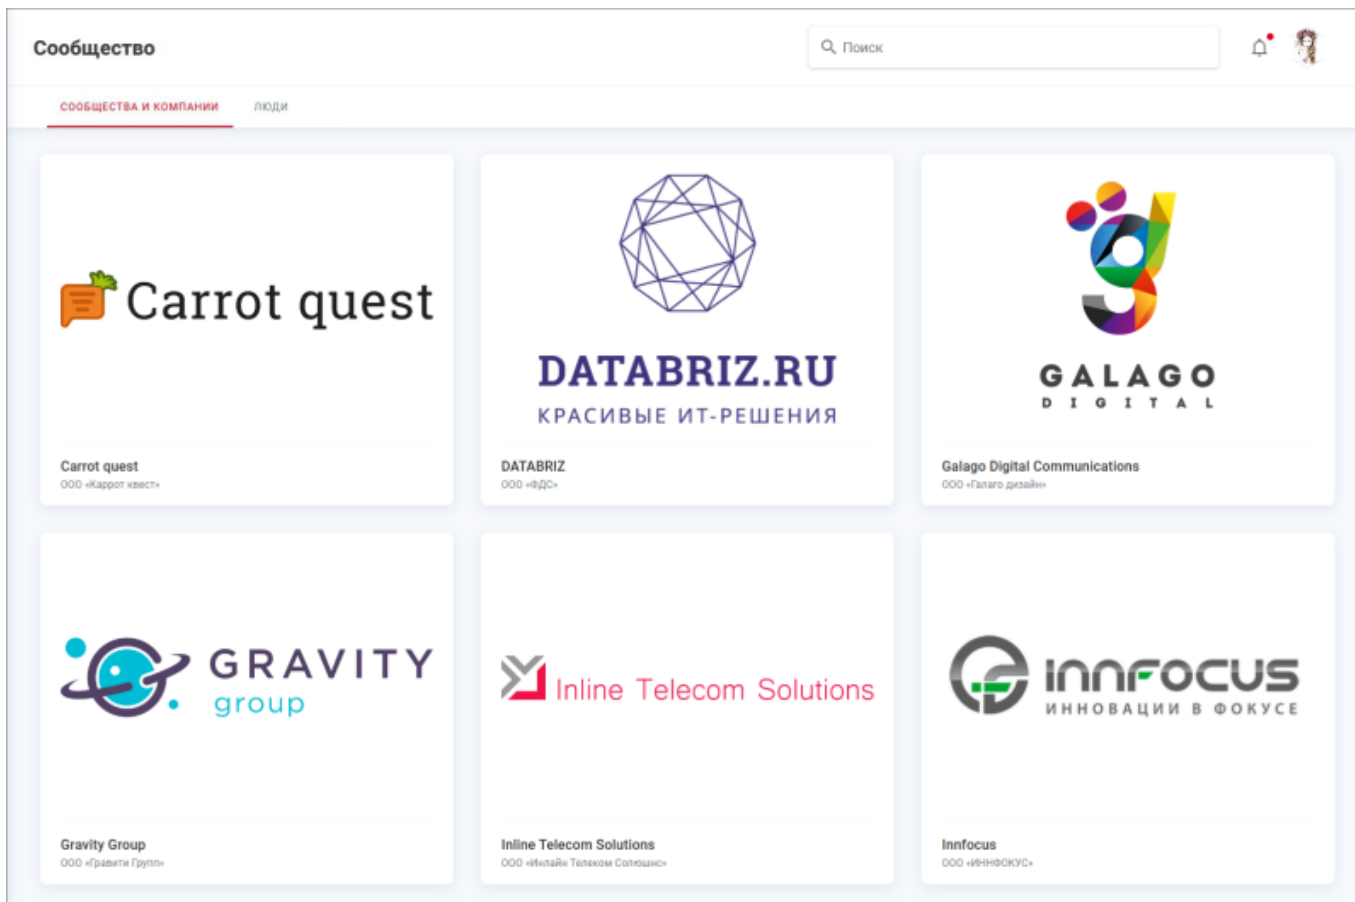 Сообщество
Поиск
СООБЩЕСТВА И КОМПАНИИ
ЛЮДИ
Carrot quest
DATABRIZ.RU
КРАСИВЫЕ ИТ-РЕШЕНИЯ
GALAGO
DIGITAL
Carrot quest
ООО «Каррот квест»
DATABRIZ
ООО «ФДС»
Galago Digital Communications
ООО «Галаго дизайн»
GRAVITY
group
Inline Telecom Solutions
INNFOCUS
ИННОВАЦИИ В ФОКУСЕ
Gravity Group
ООО «Гравити Групп»
Inline Telecom Solutions
ООО «Инлайн Телеком Солюшнс»
Innfocus
ООО «ИННФОКУС»